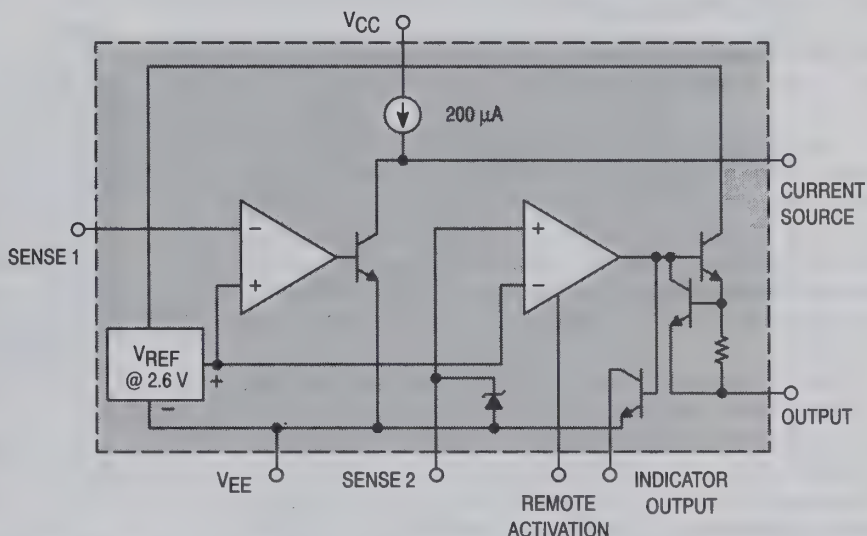 VCC
200 µA
CURRENT
SOURCE
−
SENSE 1
+
+
−
VREF
@ 2.6 V
+
−
OUTPUT
VEE
SENSE 2
REMOTE
ACTIVATION
INDICATOR
OUTPUT